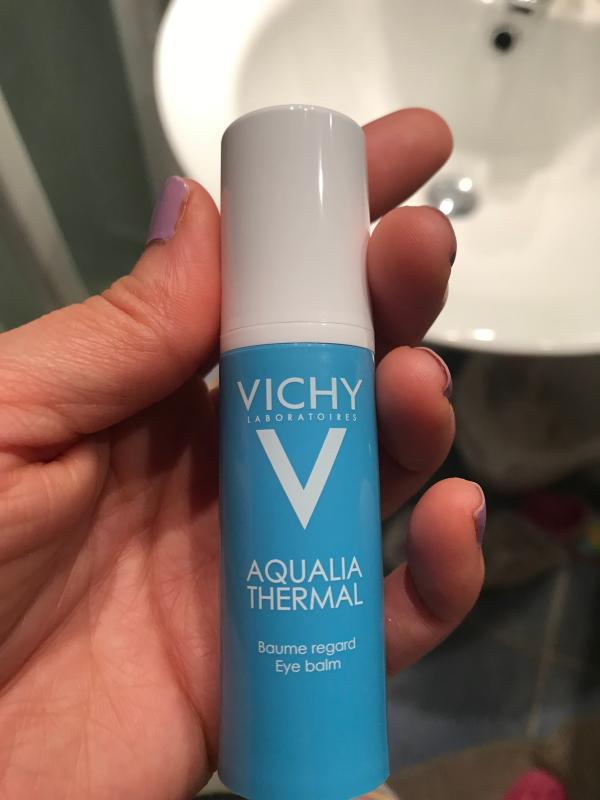 VICHY
LABORATOIRES
V
AQUALIA
THERMAL
Baume regard
Eye balm